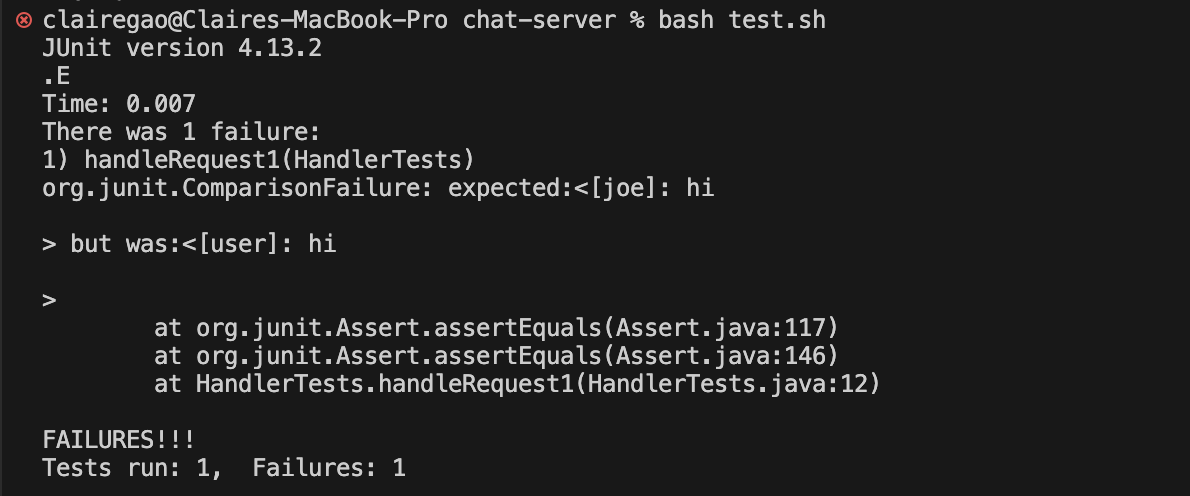 clairegao@Claires-MacBook-Pro chat-server % bash test.sh
JUnit version 4.13.2
.E
Time: 0.007
There was 1 failure:
1) handleRequest1(HandlerTests)
org.junit.ComparisonFailure: expected:<[joe]: hi
> but was:<[user]: hi
>
at org.junit.Assert.assertEquals(Assert.java:117)
at org.junit.Assert.assertEquals(Assert.java:146)
at HandlerTests.handleRequest1(HandlerTests.java:12)
FAILURES!!!
Tests run: 1,  Failures: 1